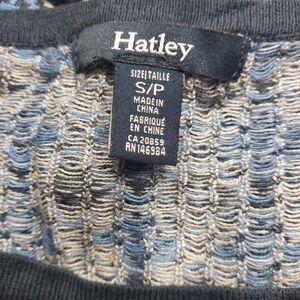 Hatley
SIZE|TAILLE
S/P
MADE IN
CHINA
FABRIQUÉ
EN CHINE
CA 20859
RN146984